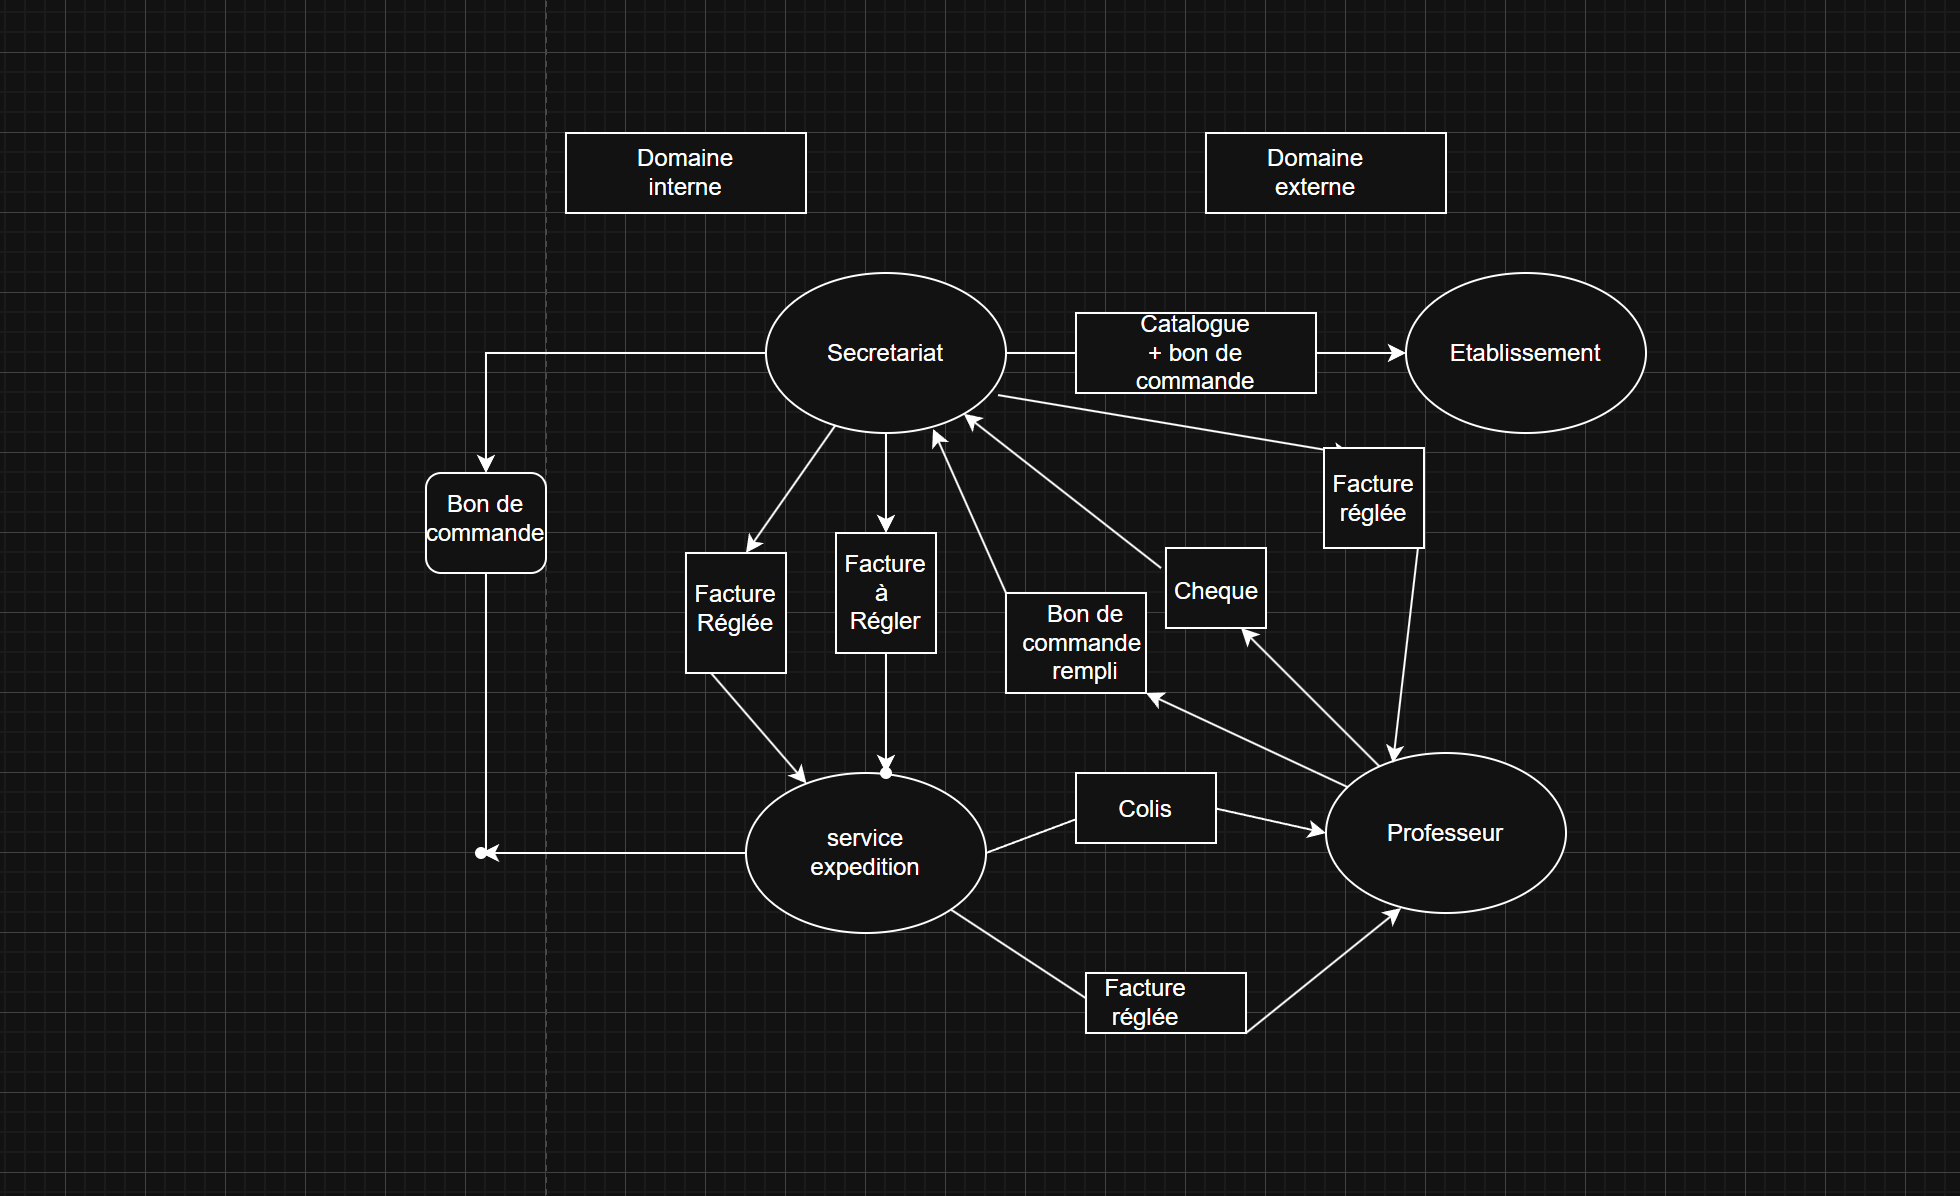 Domaine
interne
Domaine
externe
Secretariat
Catalogue
+ bon de
commande
Etablissement
Bon de
commande
Facture
réglée
Facture
Réglée
Facture
à
Régler
Cheque
Bon de
commande
rempli
Colis
Professeur
service
expedition
Facture
réglée